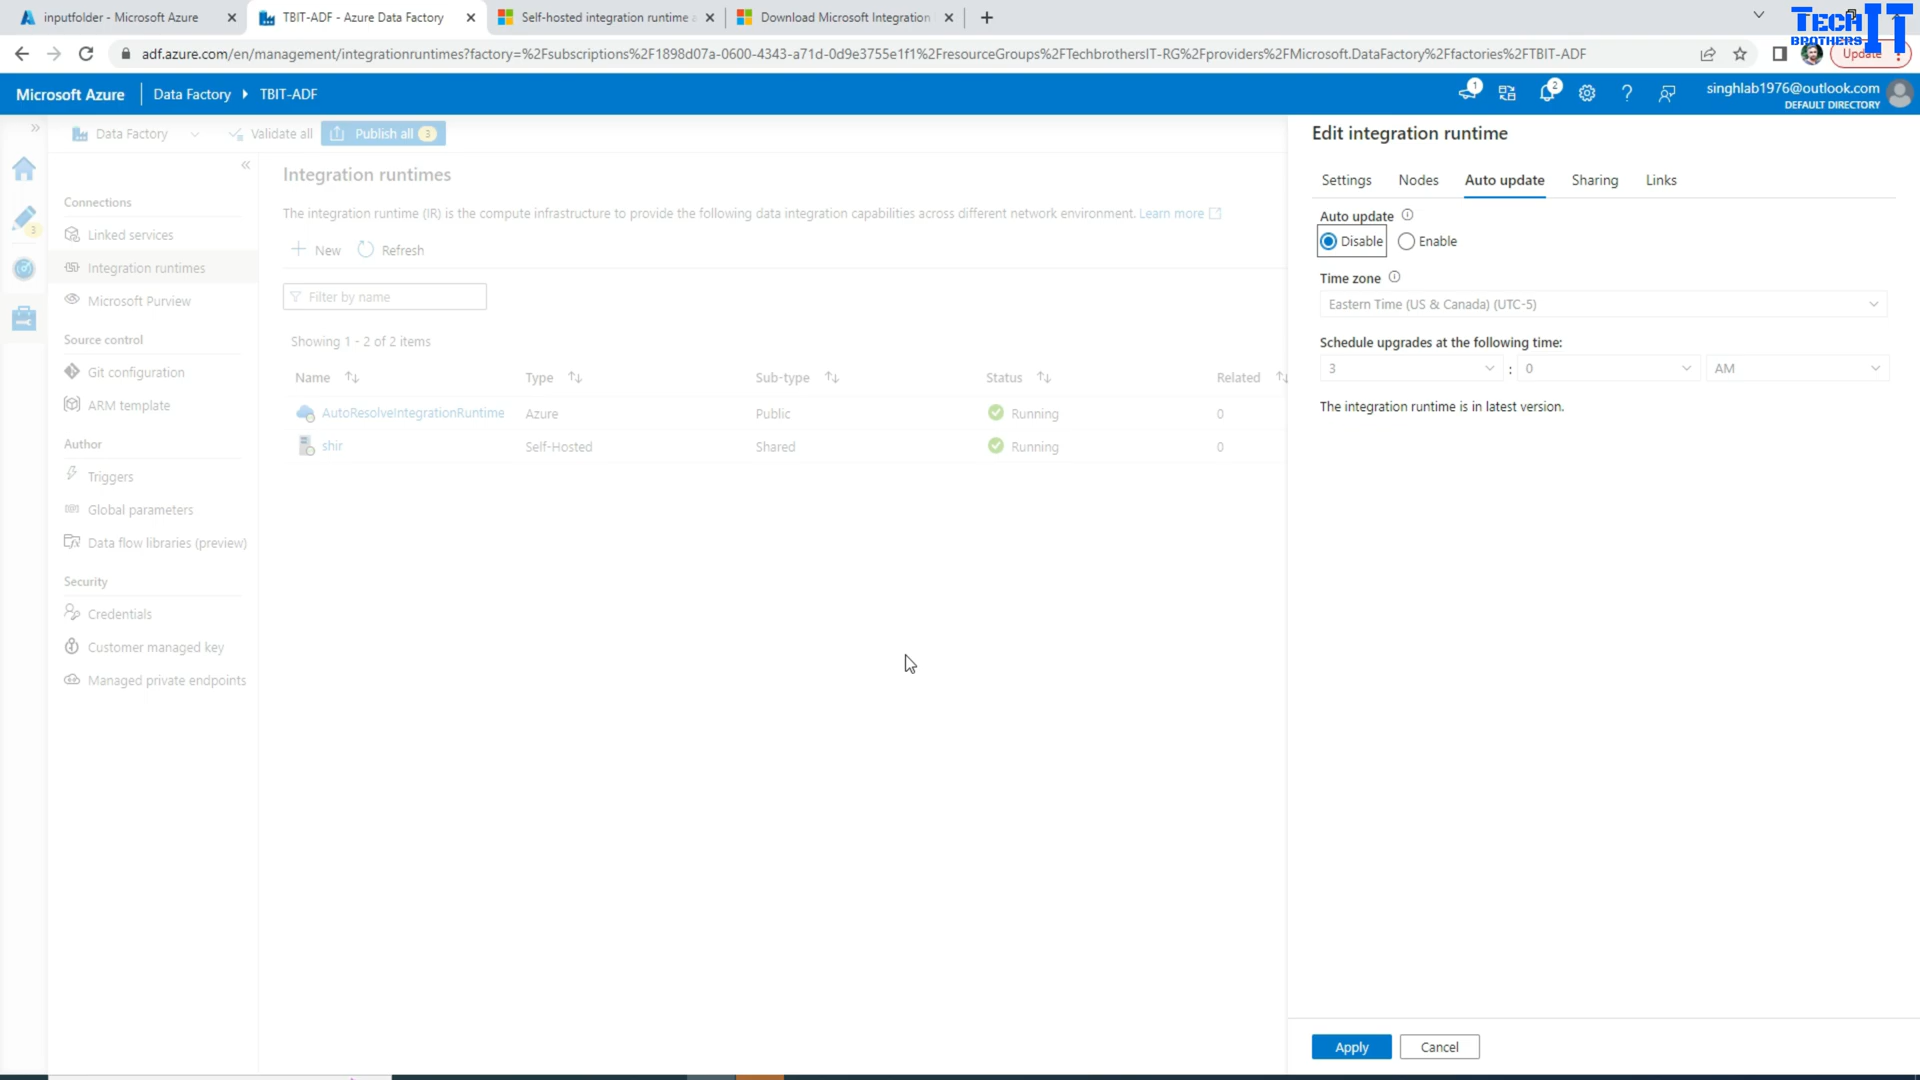 inputfolder - Microsoft Azure
TBIT-ADF - Azure Data Factory
Self-hosted integration runtime
Download Microsoft Integration
TECH IT
BROTHERS
adf.azure.com/en/management/integrationruntimes?factory=%2Fsubscriptions%2F1898d07a-0600-4343-a71d-0d9e3755e1f1%2FresourceGroups%2FTechbrothersIT-RG%2Fproviders%2FMicrosoft.DataFactory%2Ffactories%2FTBIT-ADF
Update
Microsoft Azure
Data Factory
TBIT-ADF
1
2
singhlab1976@outlook.com
DEFAULT DIRECTORY
Data Factory
Validate all
Publish all 3
3
Connections
Linked services
Integration runtimes
Microsoft Purview
Source control
Git configuration
ARM template
Author
Triggers
Global parameters
Data flow libraries (preview)
Security
Credentials
Customer managed key
Managed private endpoints
Integration runtimes
The integration runtime (IR) is the compute infrastructure to provide the following data integration capabilities across different network environment. Learn more
New Refresh
Filter by name
Showing 1 - 2 of 2 items
Name Type Sub-type Status Related
AutoResolveIntegrationRuntime Azure Public Running 0
shir Self-Hosted Shared Running 0
Edit integration runtime
Settings Nodes Auto update Sharing Links
Auto update
Disable Enable
Time zone
Eastern Time (US & Canada) (UTC-5)
Schedule upgrades at the following time:
3 : 0 AM
The integration runtime is in latest version.
Apply Cancel